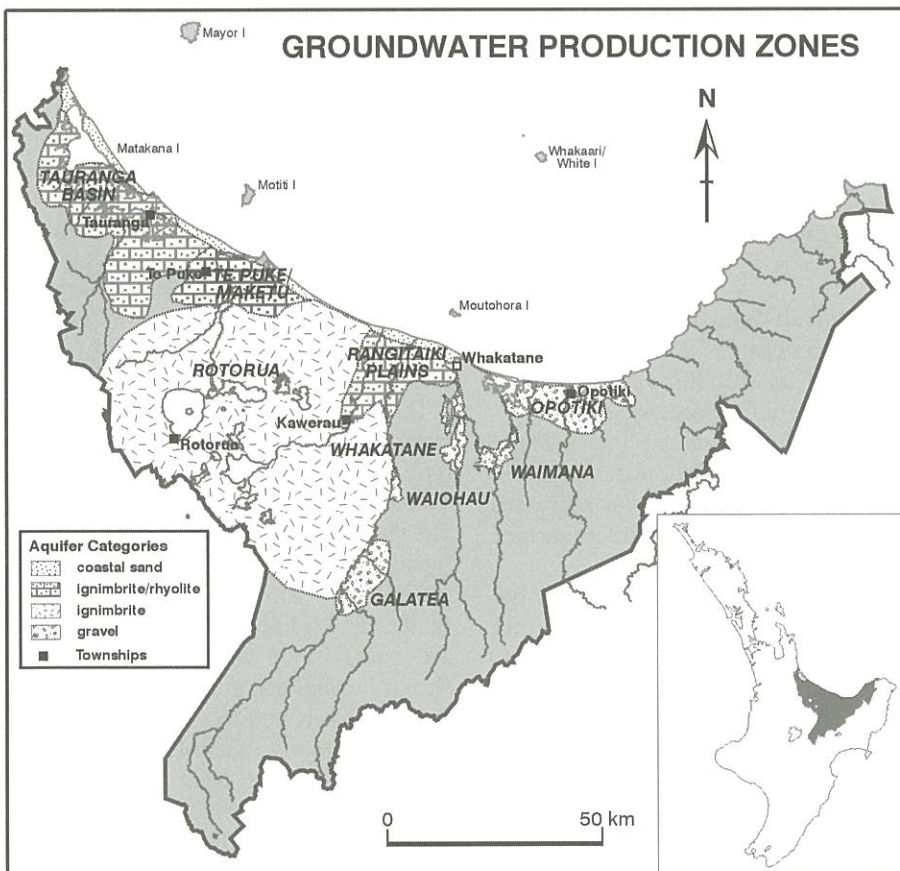 Mayor I
GROUNDWATER PRODUCTION ZONES
N
Matakana I
Whakaari/
White I
TAURANGA
BASIN
Motiti I
Tauranga
Te Puke
TE PUKE/
MAKETU
Moutohora I
RANGITAIKI
PLAINS
Whakatane
ROTORUA
Opotiki
OPOTIKI
Kawerau
Rotorua
WHAKATANE
WAIMANA
WAIOHAU
GALATEA
Aquifer Categories
coastal sand
ignimbrite/rhyolite
ignimbrite
gravel
Townships
0
50 km